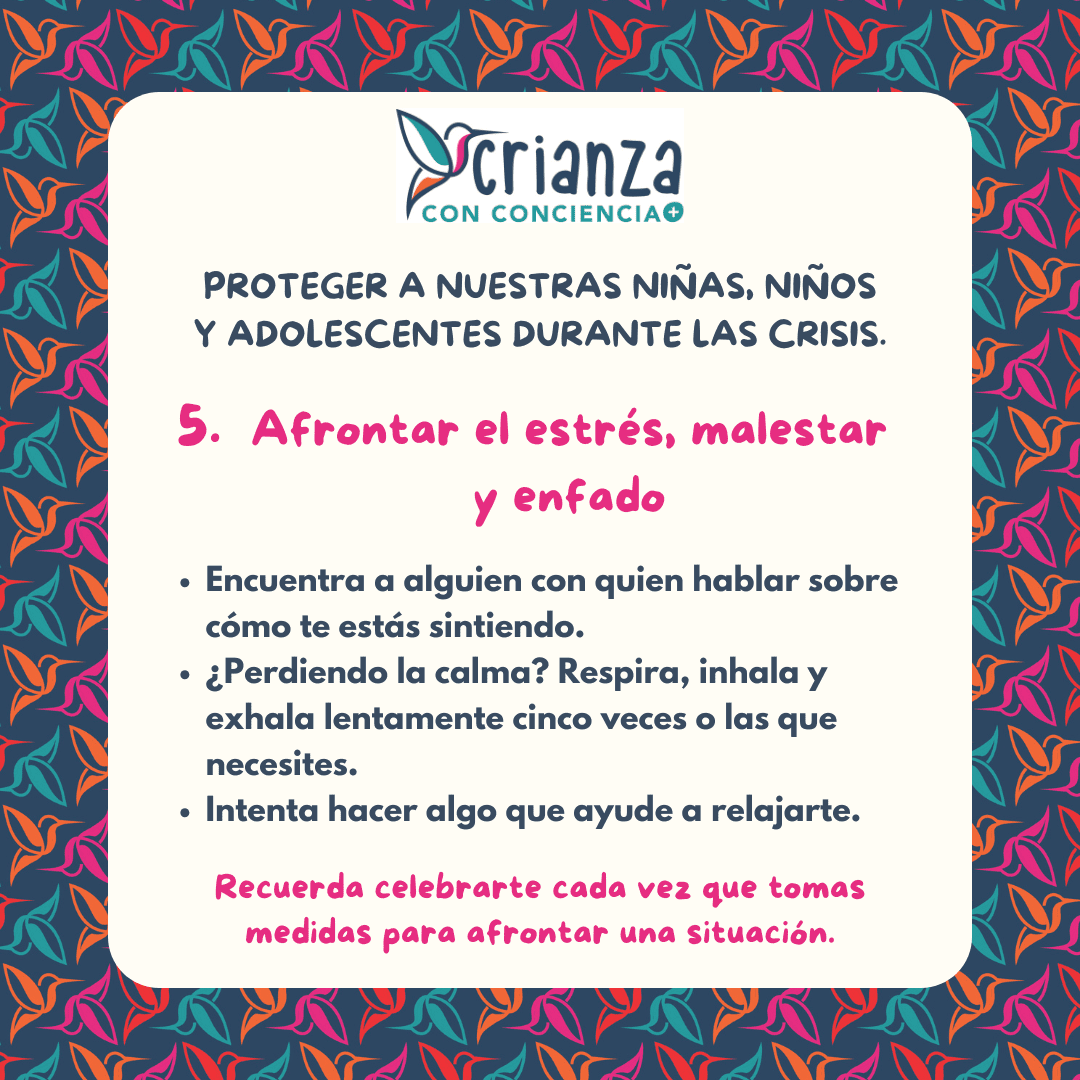 crianza
CON CONCIENCIA+
PROTEGER A NUESTRAS NIÑAS, NIÑOS
Y ADOLESCENTES DURANTE LAS CRISIS.
5. Afrontar el estrés, malestar
y enfado
• Encuentra a alguien con quien hablar sobre
cómo te estás sintiendo.
• ¿Perdiendo la calma? Respira, inhala y
exhala lentamente cinco veces o las que
necesites.
• Intenta hacer algo que ayude a relajarte.
Recuerda celebrarte cada vez que tomas
medidas para afrontar una situación.